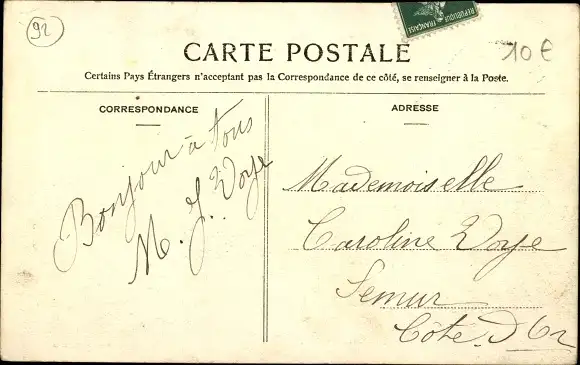 92
RÉPUBLIQUE FRANÇAISE
10 €
CARTE POSTALE
Certains Pays Étrangers n'acceptant pas la Correspondance de ce côté, se renseigner à la Poste.
CORRESPONDANCE
Bonjour à tous
M. J. Voye
ADRESSE
Mademoiselle
Caroline Voye
Semur
Côte. d'Or